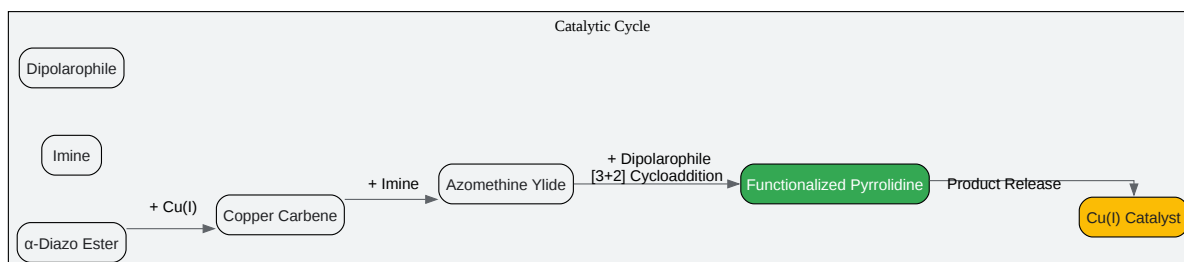 Catalytic Cycle
Dipolarophile
Imine
α-Diazo Ester
+ Cu(I)
Copper Carbene
+ Imine
Azomethine Ylide
+ Dipolarophile
[3+2] Cycloaddition
Functionalized Pyrrolidine
Product Release
Cu(I) Catalyst